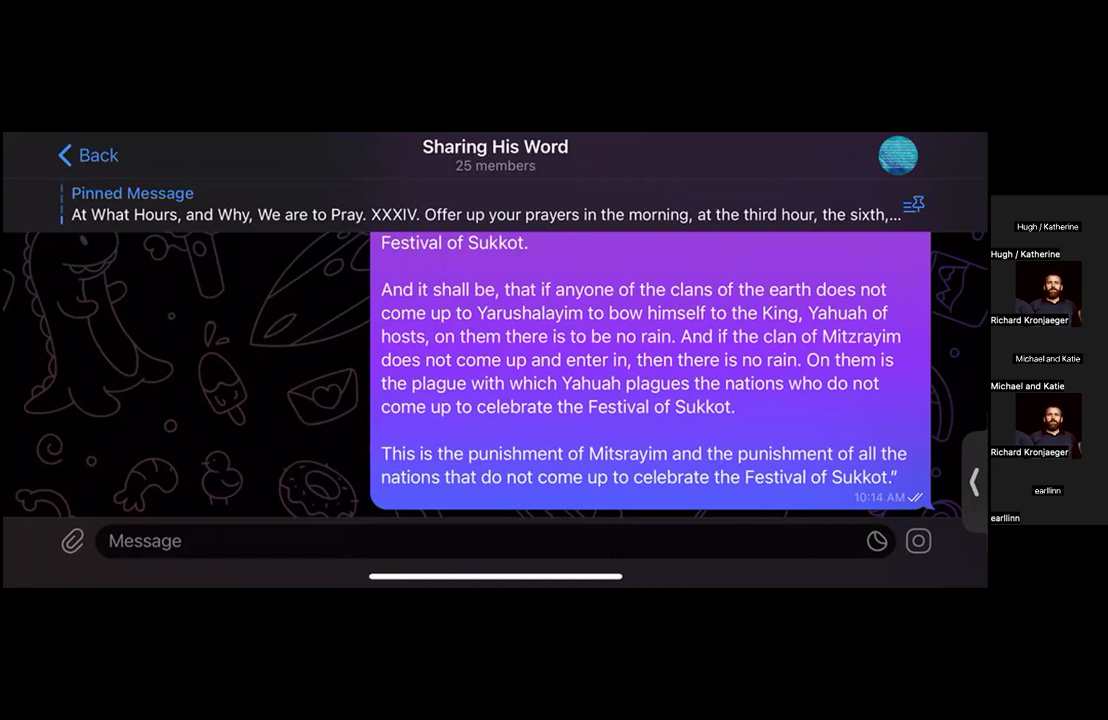 Back
Sharing His Word
25 members
Pinned Message
At What Hours, and Why, We are to Pray. XXXIV. Offer up your prayers in the morning, at the third hour, the sixth,...
Festival of Sukkot.
And it shall be, that if anyone of the clans of the earth does not
come up to Yarushalayim to bow himself to the King, Yahuah of
hosts, on them there is to be no rain. And if the clan of Mitzrayim
does not come up and enter in, then there is no rain. On them is
the plague with which Yahuah plagues the nations who do not
come up to celebrate the Festival of Sukkot.
This is the punishment of Mitsrayim and the punishment of all the
nations that do not come up to celebrate the Festival of Sukkot.”
10:14 AM
Message
Hugh / Katherine
Hugh / Katherine
Richard Kronjaeger
Michael and Katie
Michael and Katie
Richard Kronjaeger
earllinn
earllinn